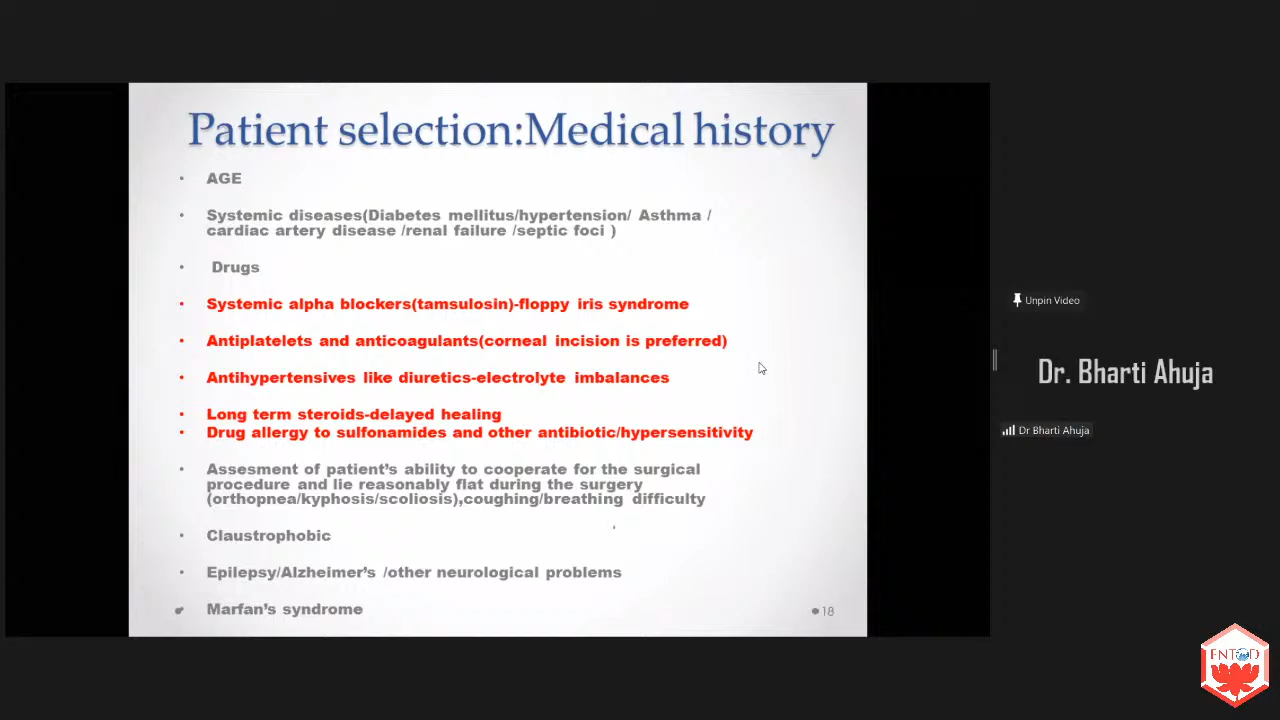 Patient selection:Medical history
• AGE
• Systemic diseases(Diabetes mellitus/hypertension/ Asthma /
cardiac artery disease /renal failure /septic foci )
• Drugs
• Systemic alpha blockers(tamsulosin)-floppy iris syndrome
• Antiplatelets and anticoagulants(corneal incision is preferred)
• Antihypertensives like diuretics-electrolyte imbalances
• Long term steroids-delayed healing
• Drug allergy to sulfonamides and other antibiotic/hypersensitivity
• Assesment of patient's ability to cooperate for the surgical
procedure and lie reasonably flat during the surgery
(orthopnea/kyphosis/scoliosis),coughing/breathing difficulty
• Claustrophobic
• Epilepsy/Alzheimer's /other neurological problems
• Marfan's syndrome
18
Unpin Video
Dr. Bharti Ahuja
Dr Bharti Ahuja
ENTOD